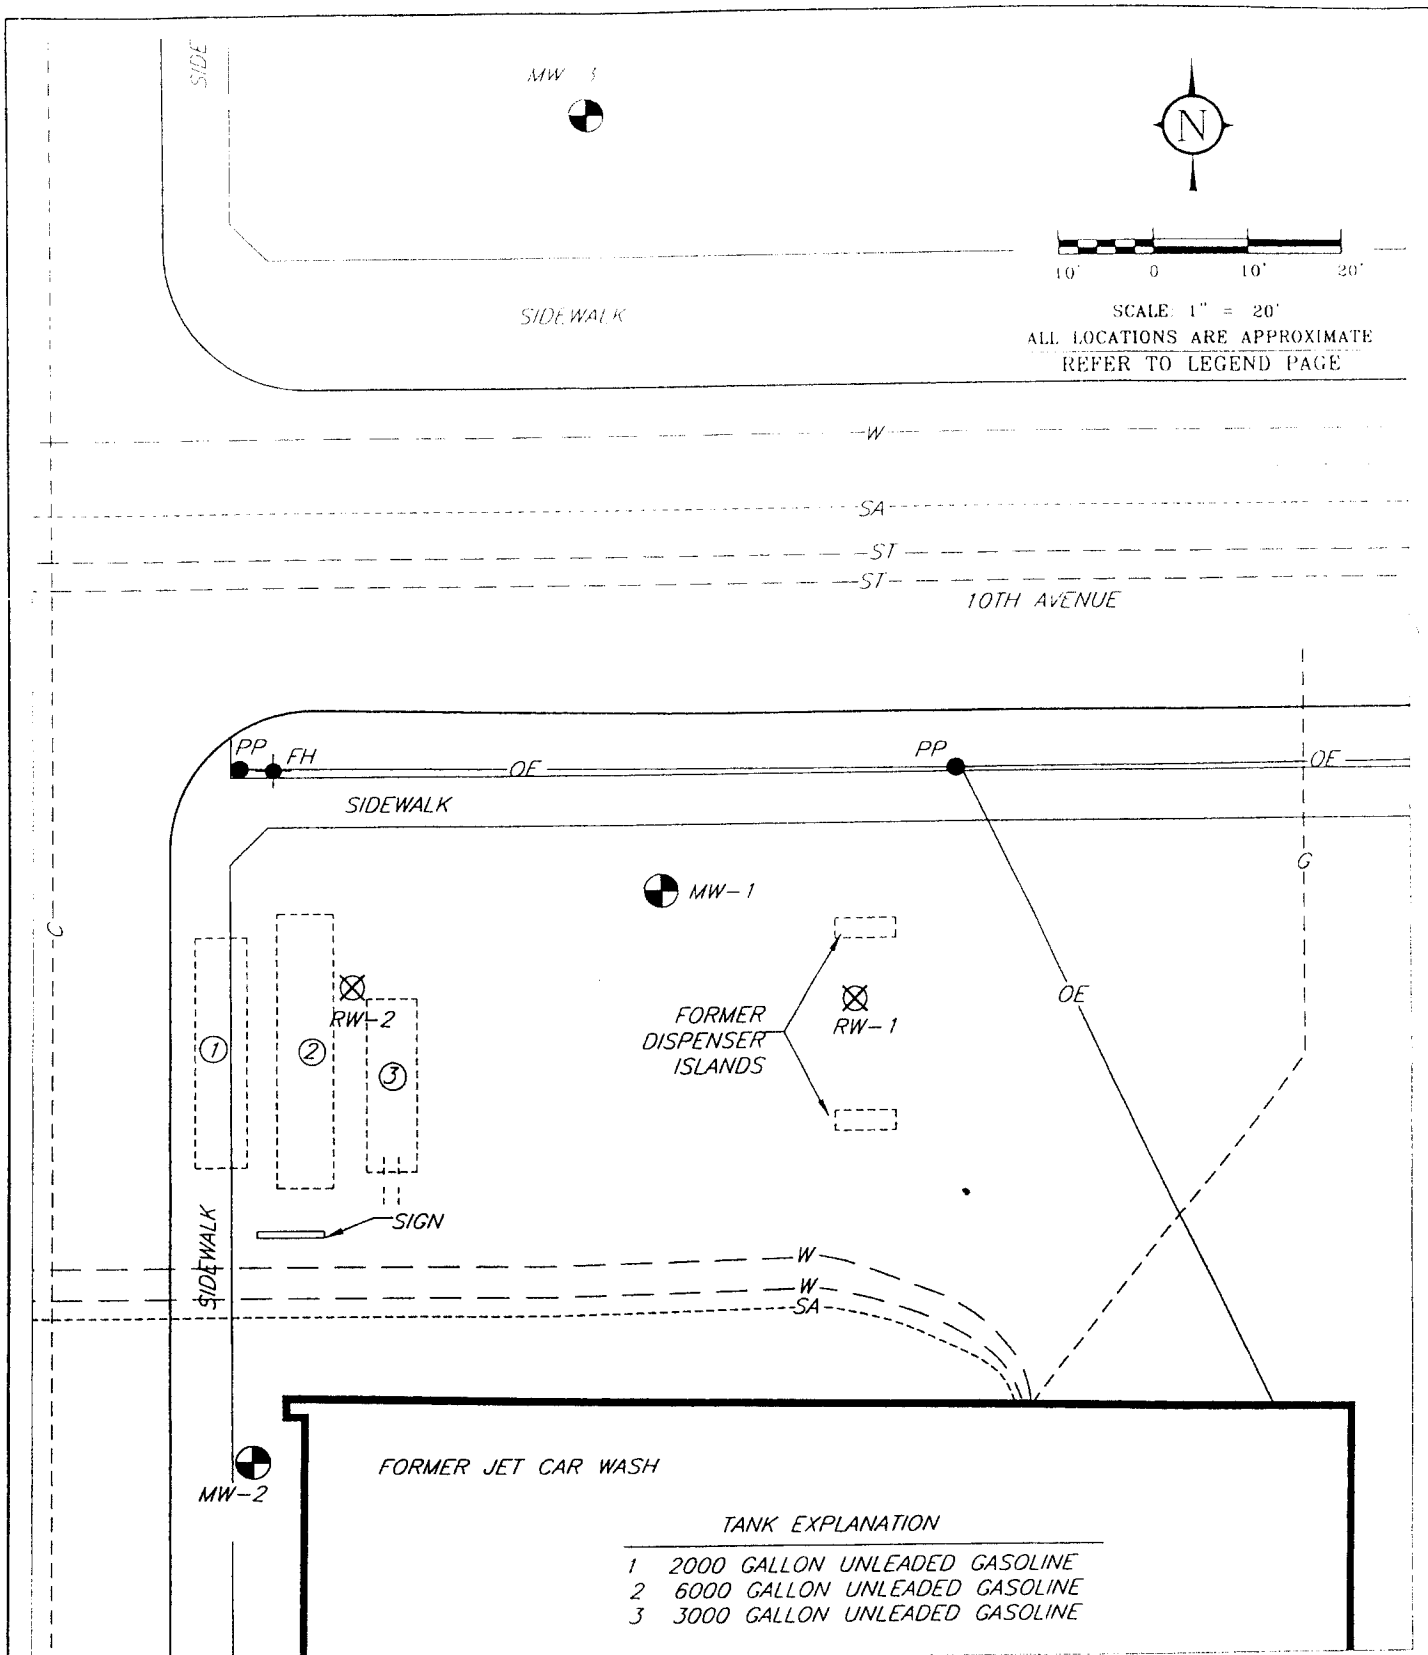 SIDE
MW 3
N
10' 0 10' 20'
SCALE: 1" = 20'
ALL LOCATIONS ARE APPROXIMATE
REFER TO LEGEND PAGE
SIDEWALK
W
SA
ST
ST
10TH AVENUE
PP
FH
OE
PP
OE
SIDEWALK
G
MW-1
RW-2
OE
FORMER
DISPENSER
ISLANDS
RW-1
1
2
3
SIGN
SIDEWALK
W
W
SA
MW-2
FORMER JET CAR WASH
TANK EXPLANATION
1 2000 GALLON UNLEADED GASOLINE
2 6000 GALLON UNLEADED GASOLINE
3 3000 GALLON UNLEADED GASOLINE